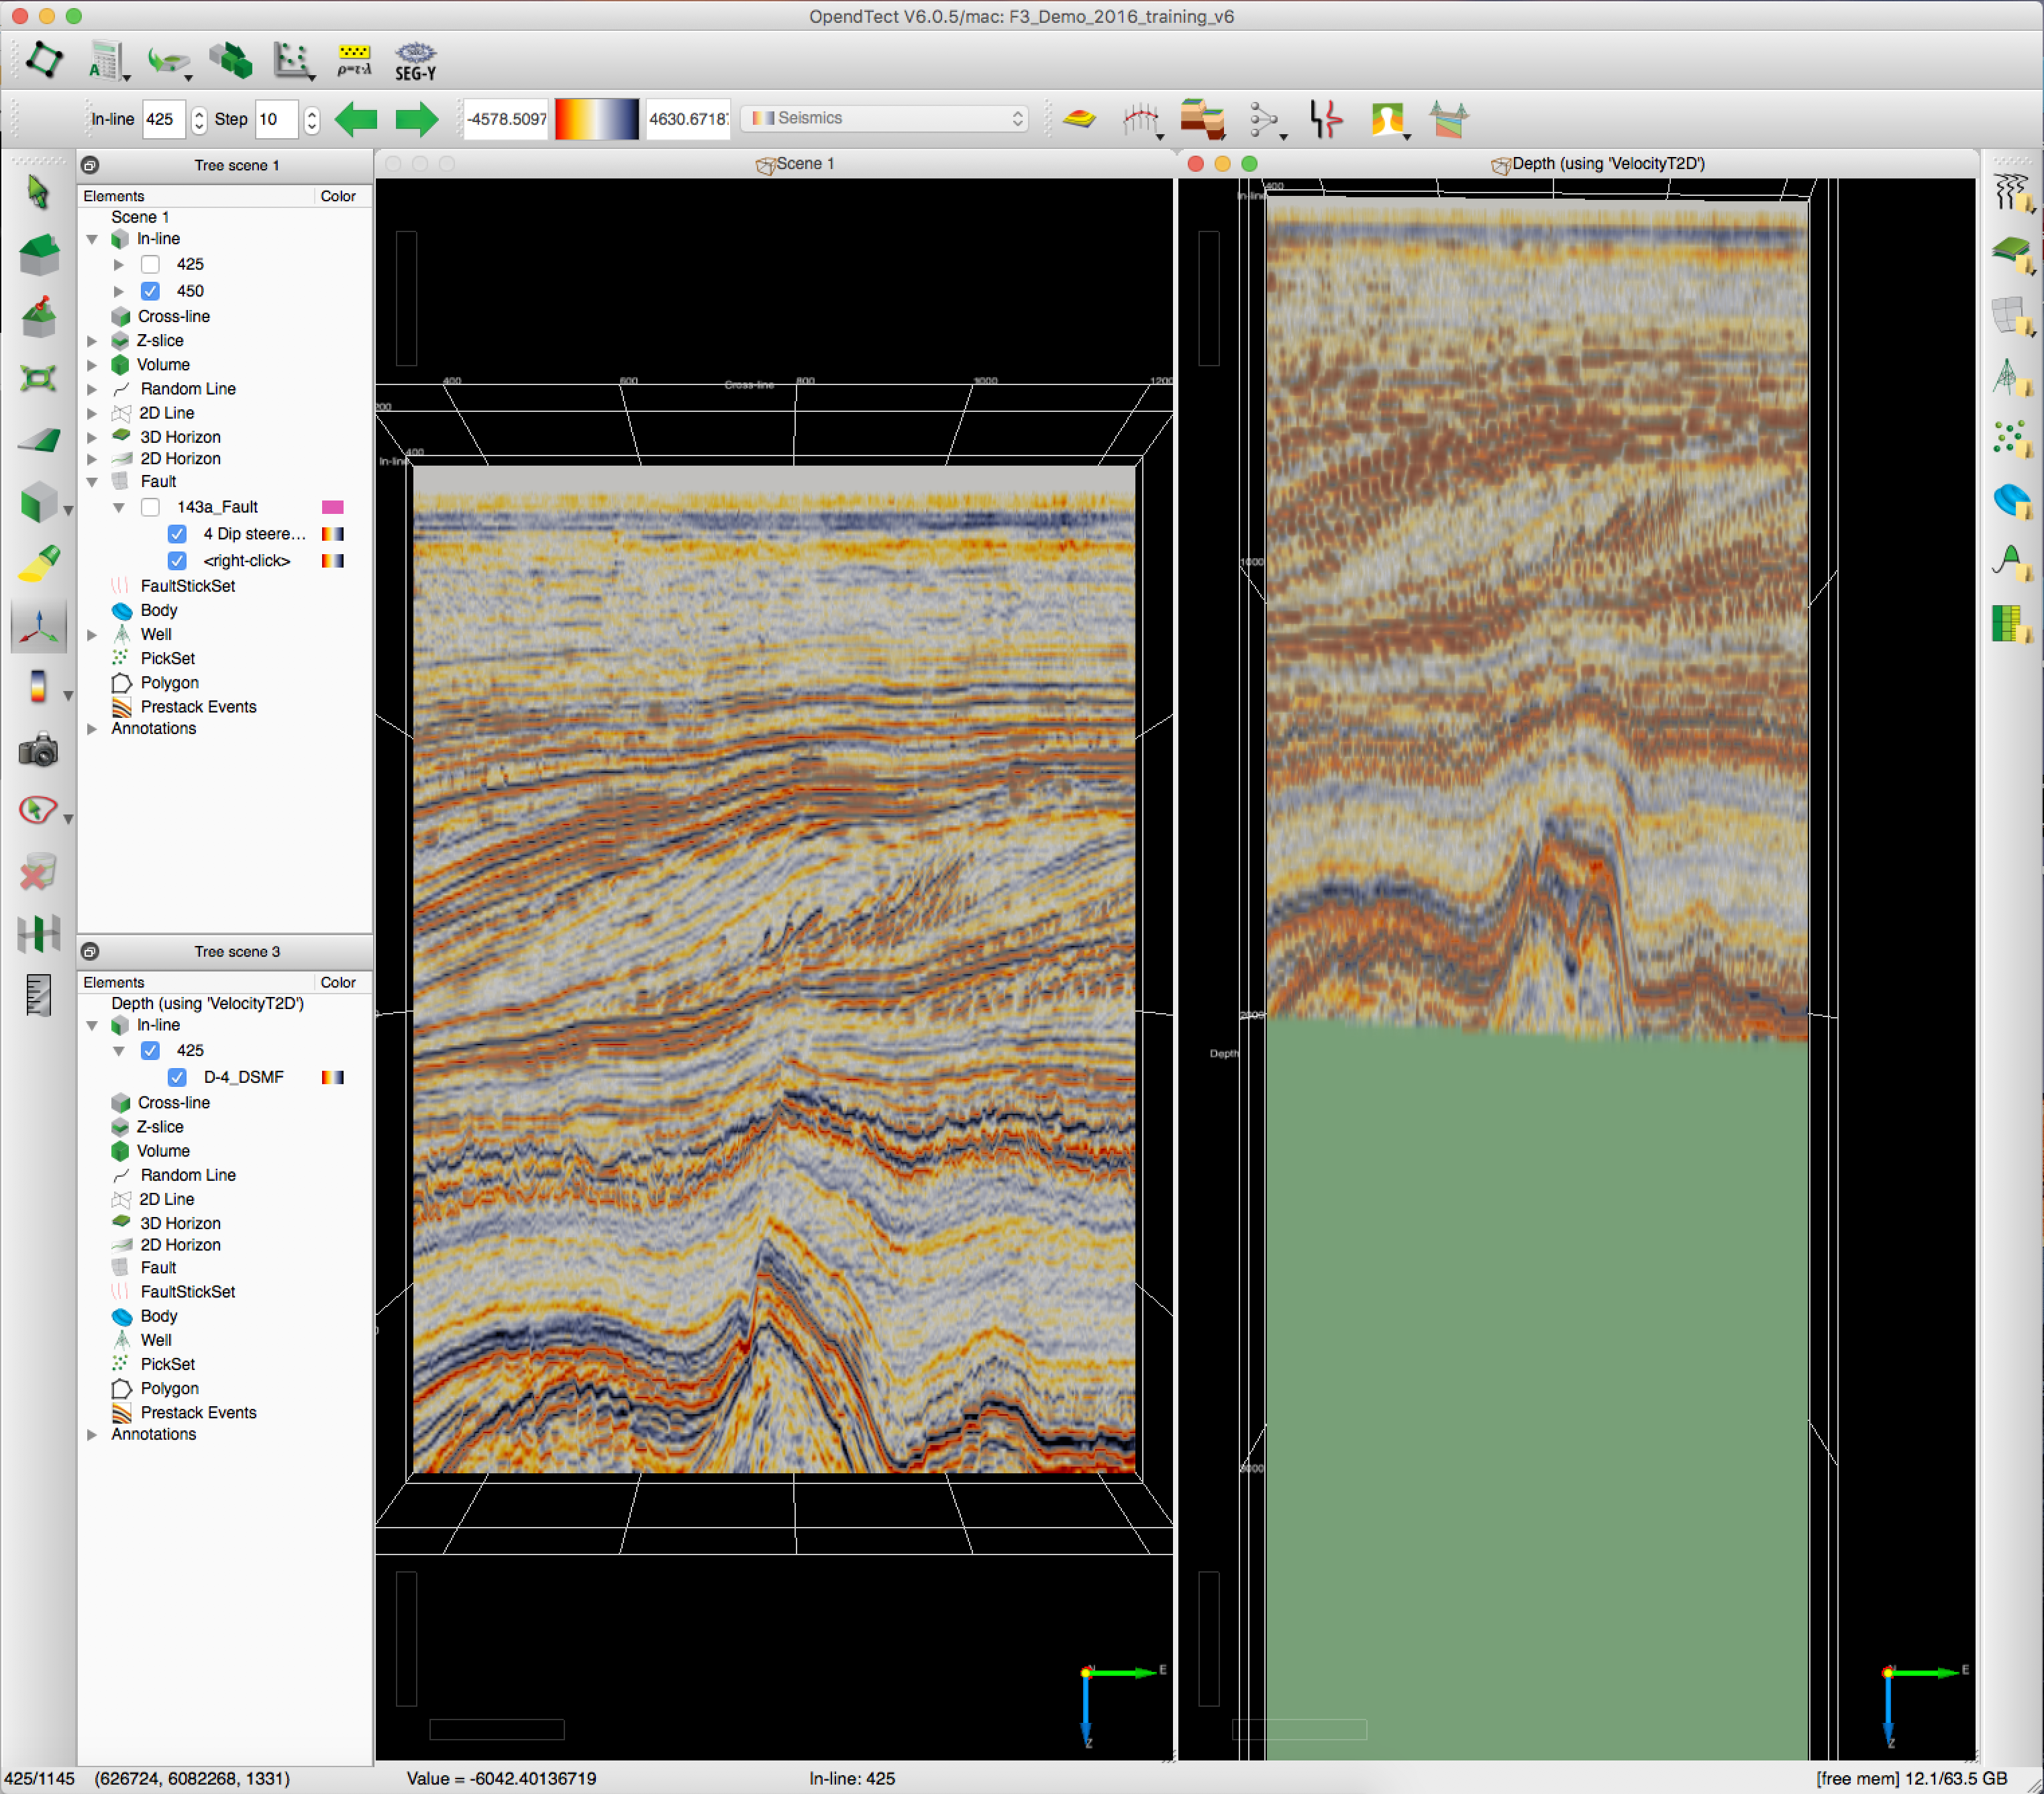 OpendTect V6.0.5/mac: F3_Demo_2016_training_v6
A
ρ=τ·λ
SEG-Y
In-line 425 Step 10 -4578.5097 Seismics
Tree scene 1
Elements Color
Scene 1
In-line
425
450
Cross-line
Z-slice
Volume
Random Line
2D Line
3D Horizon
2D Horizon
Fault
143a_Fault
4 Dip steere...
<right-click>
FaultStickSet
Body
Well
PickSet
Polygon
Prestack Events
Annotations
Tree scene 3
Elements Color
Depth (using 'VelocityT2D')
In-line
425
D-4_DSMF
Cross-line
Z-slice
Volume
Random Line
2D Line
3D Horizon
2D Horizon
Fault
FaultStickSet
Body
Well
PickSet
Polygon
Prestack Events
Annotations
Scene 1
400 600 800 1000 1200
Cross-line
400
In-line
E
Z
Depth (using 'VelocityT2D')
400
In-line
1000
2000
Depth
3000
E
Z
425/1145 (626724, 6082268, 1331) Value = -6042.40136719 In-line: 425 [free mem] 12.1/63.5 GB